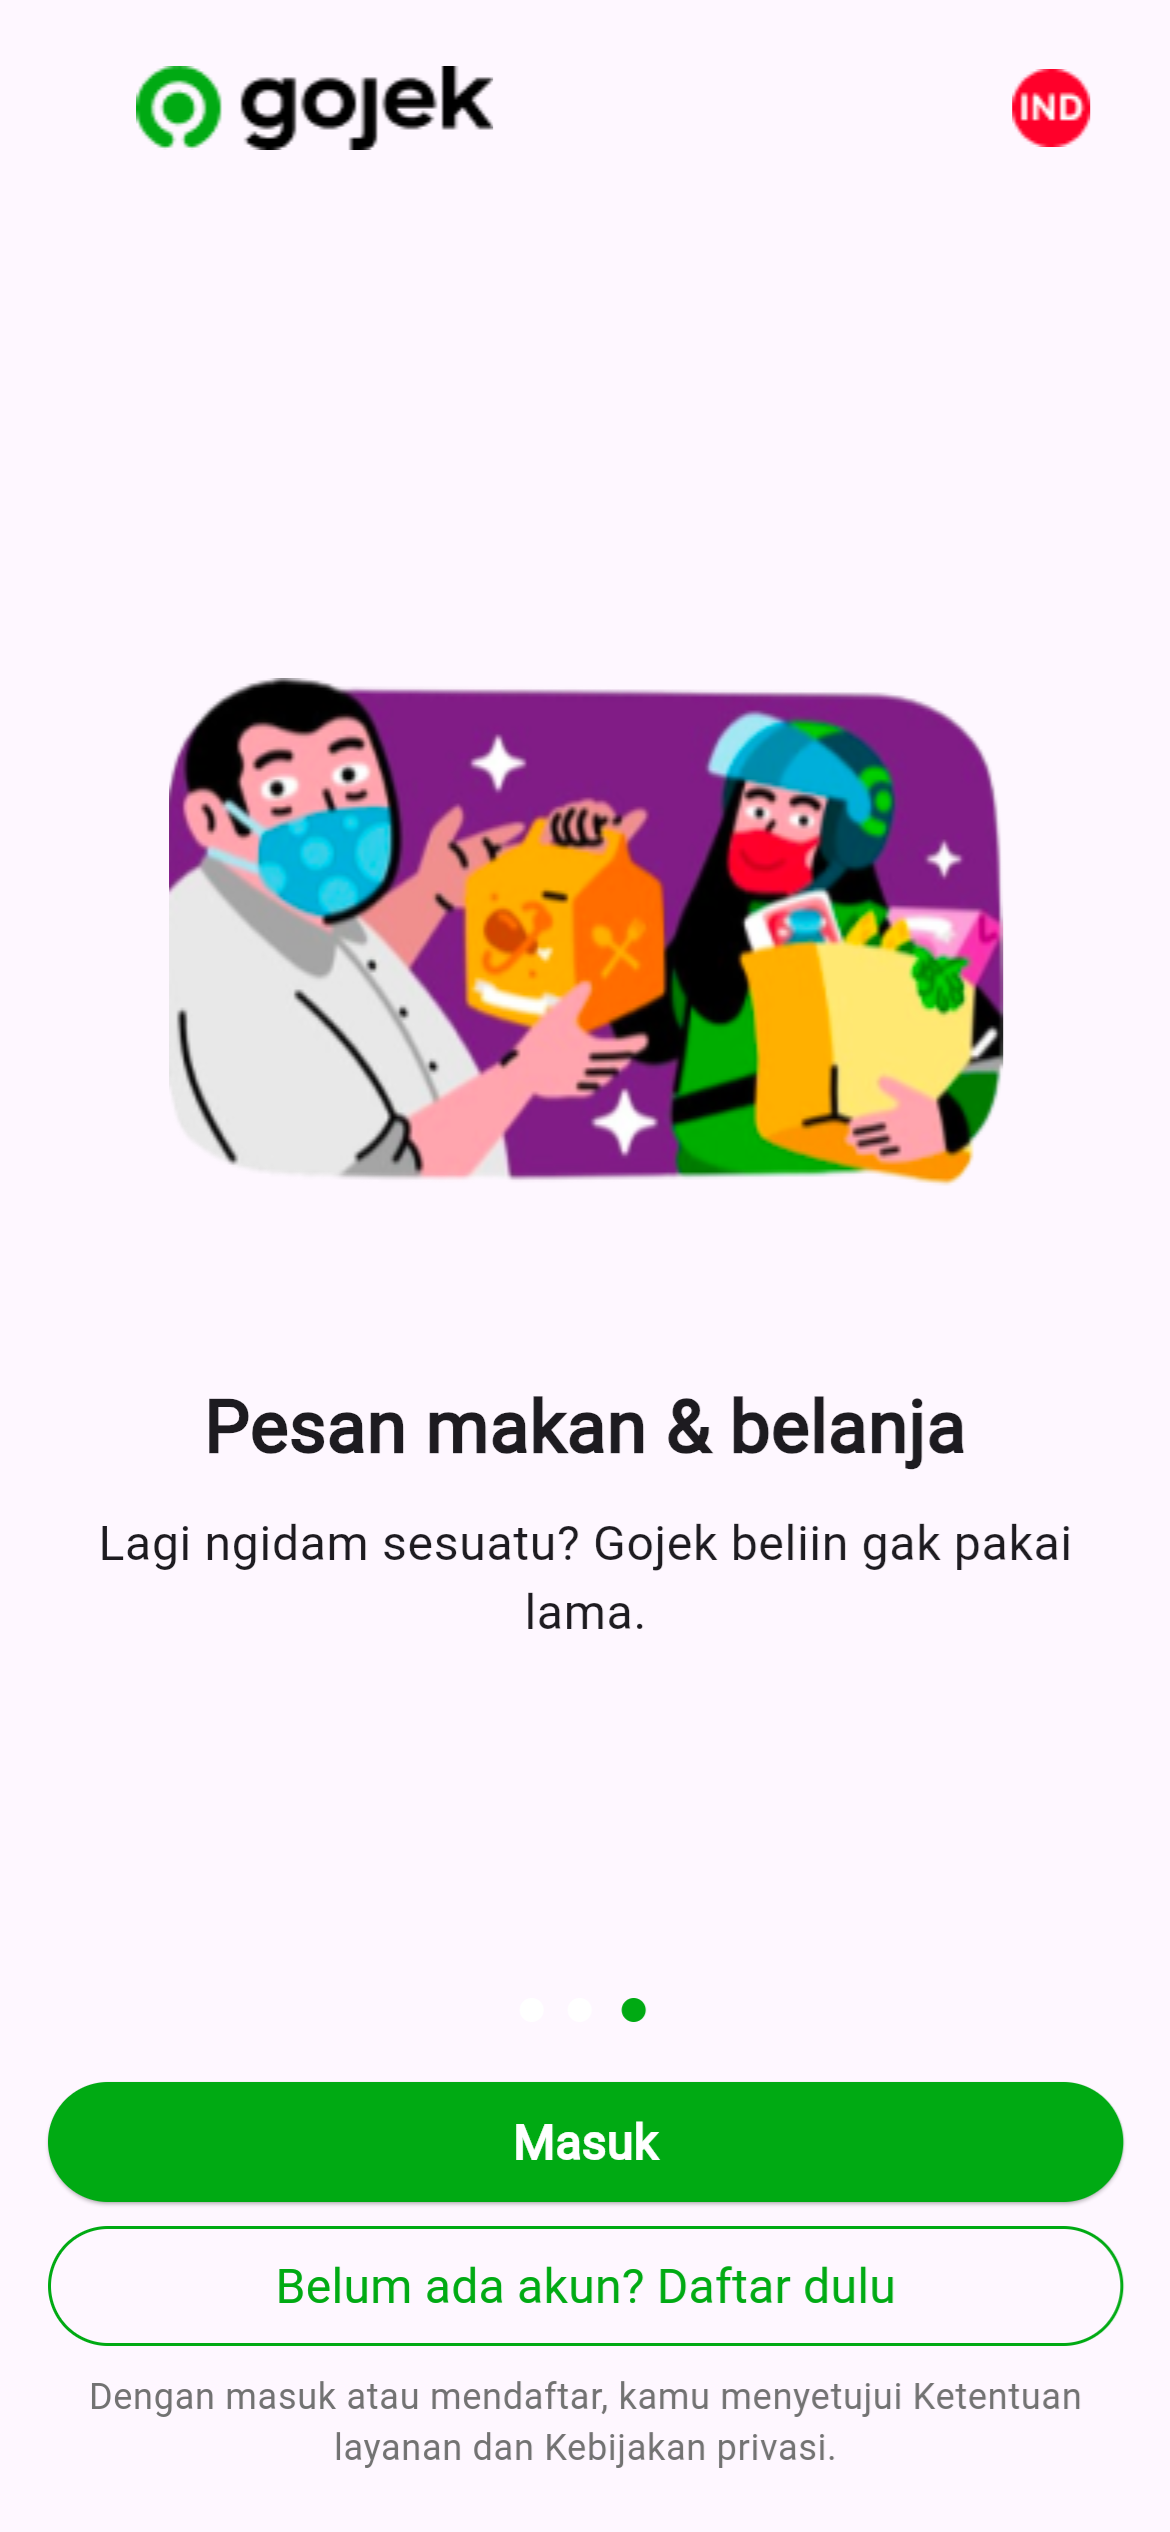 gojek
IND
Pesan makan & belanja
Lagi ngidam sesuatu? Gojek beliin gak pakai
lama.
Masuk
Belum ada akun? Daftar dulu
Dengan masuk atau mendaftar, kamu menyetujui Ketentuan
layanan dan Kebijakan privasi.